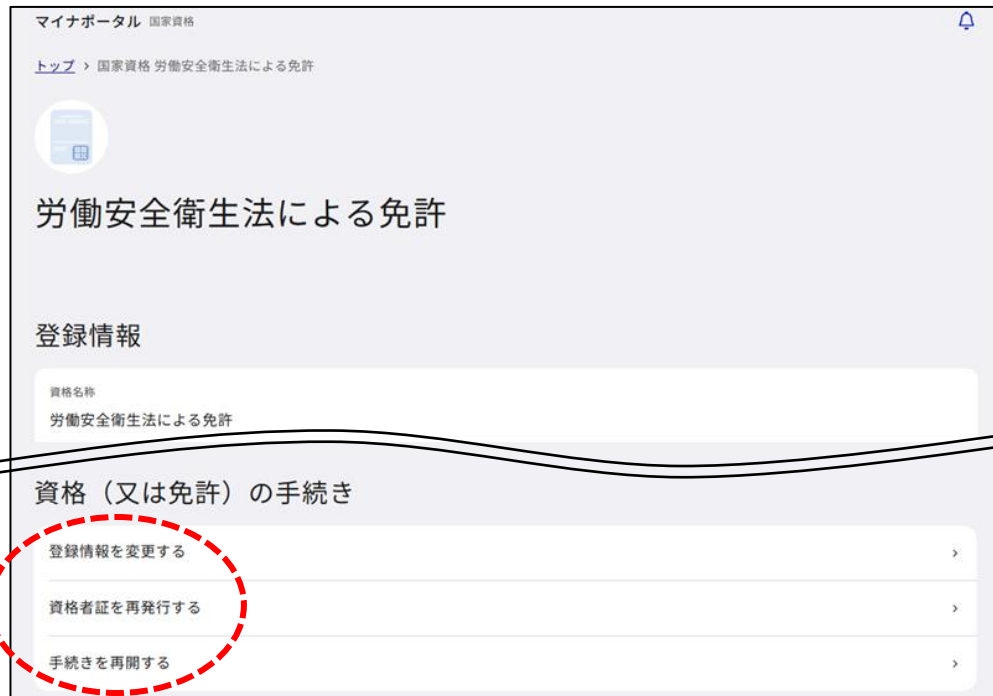 マイナポータル 国家資格
トップ › 国家資格 労働安全衛生法による免許
労働安全衛生法による免許
登録情報
資格名称
労働安全衛生法による免許
資格（又は免許）の手続き
登録情報を変更する
資格者証を再発行する
手続きを再開する